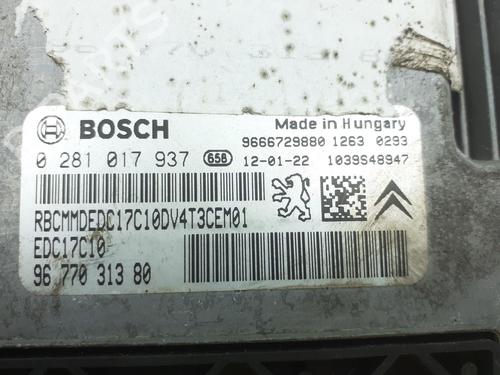 BOSCH
Made in Hungary
9666729880 1263 0293
0 281 017 937 65B 12-01-22 1039S48947
RBCMMDEDC17C10DV4T3CEM01
EDC17C10
96 770 313 80